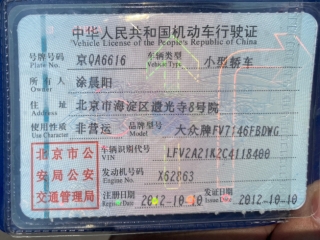 中华人民共和国机动车行驶证
Vehicle License of the People's Republic of China
号牌号码 Plate No. 京QA6616 车辆类型 Vehicle Type 小型轿车
所有人 Owner 涂晨阳
住址 Address 北京市海淀区遗光寺8号院
使用性质 Use Character 非营运 品牌型号 Model 大众牌FV7146FBDWG
北京市公安局公安交通管理局
车辆识别代号 VIN LFV2A21K2C4118400
发动机号码 Engine No. X62863
注册日期 Register Date 2012-10-10 发证日期 Issue Date 2012-10-10